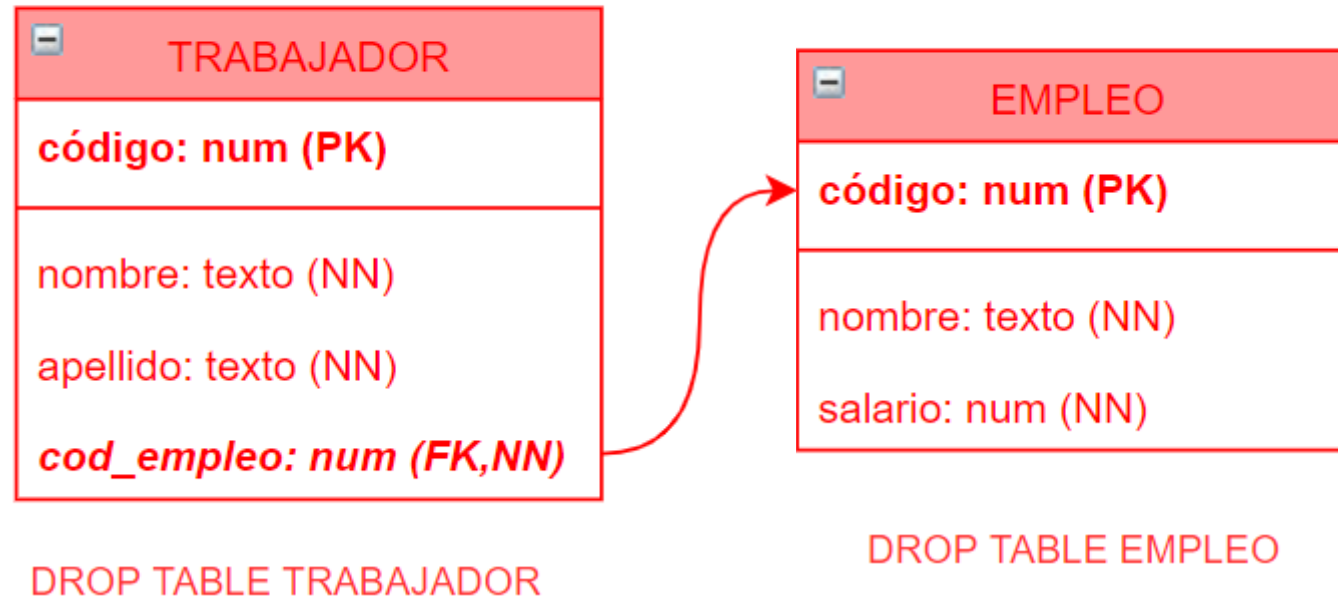 TRABAJADOR
código: num (PK)
nombre: texto (NN)
apellido: texto (NN)
cod_empleo: num (FK,NN)
DROP TABLE TRABAJADOR
EMPLEO
código: num (PK)
nombre: texto (NN)
salario: num (NN)
DROP TABLE EMPLEO